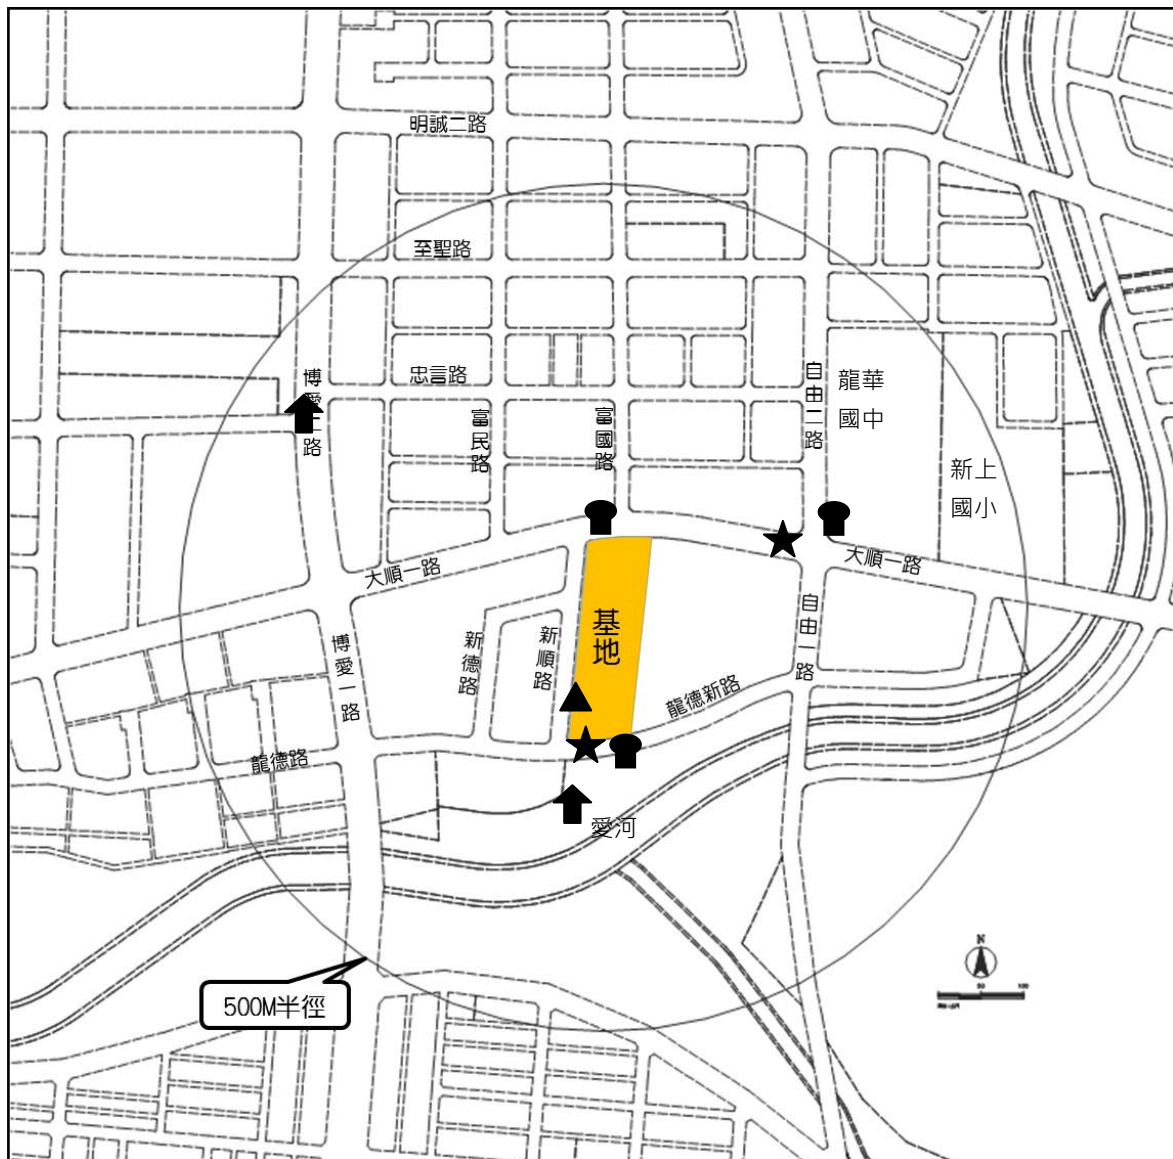 明誠二路
至聖路
忠言路
博愛二路
富民路
富國路
自由二路
龍華
國中
新上
國小
大順一路
大順一路
基地
新德路
新順路
自由一路
博愛一路
龍德新路
龍德路
愛河
500M半徑
N
50
100